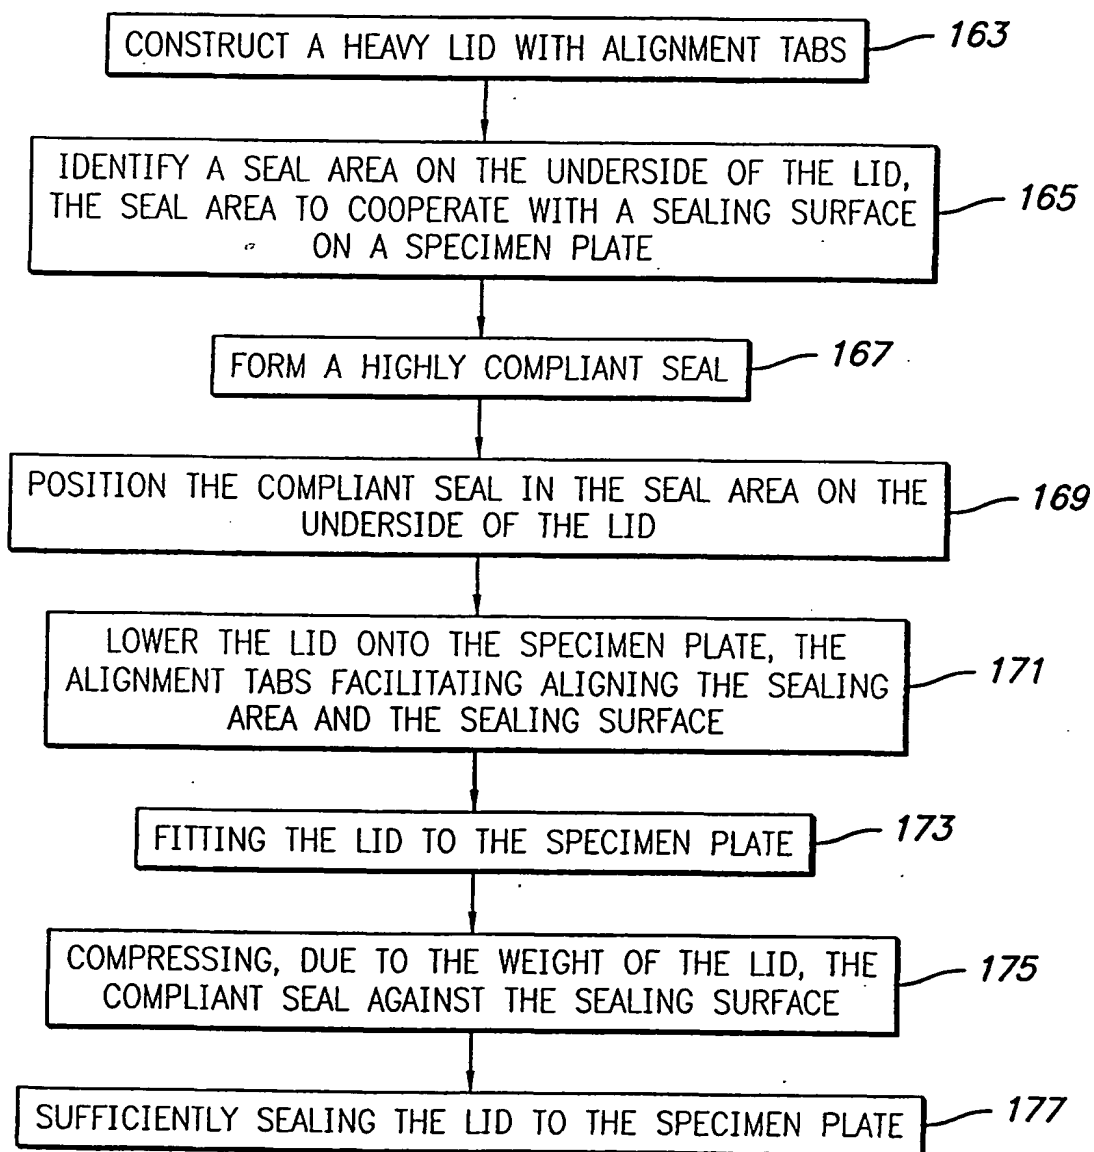 CONSTRUCT A HEAVY LID WITH ALIGNMENT TABS
163
IDENTIFY A SEAL AREA ON THE UNDERSIDE OF THE LID,
THE SEAL AREA TO COOPERATE WITH A SEALING SURFACE
ON A SPECIMEN PLATE
165
FORM A HIGHLY COMPLIANT SEAL
167
POSITION THE COMPLIANT SEAL IN THE SEAL AREA ON THE
UNDERSIDE OF THE LID
169
LOWER THE LID ONTO THE SPECIMEN PLATE, THE
ALIGNMENT TABS FACILITATING ALIGNING THE SEALING
AREA AND THE SEALING SURFACE
171
FITTING THE LID TO THE SPECIMEN PLATE
173
COMPRESSING, DUE TO THE WEIGHT OF THE LID, THE
COMPLIANT SEAL AGAINST THE SEALING SURFACE
175
SUFFICIENTLY SEALING THE LID TO THE SPECIMEN PLATE
177